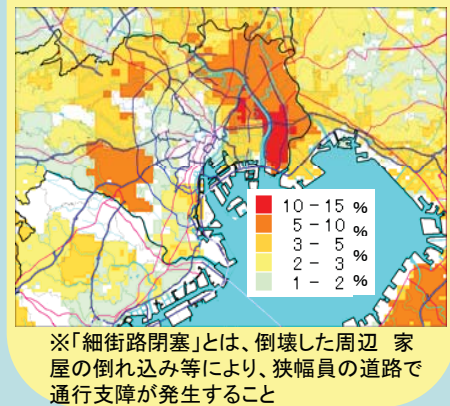 10 - 15 %
5 - 10 %
3 - 5 %
2 - 3 %
1 - 2 %
※「細街路閉塞」とは、倒壊した周辺 家
屋の倒れ込み等により、狭幅員の道路で
通行支障が発生すること